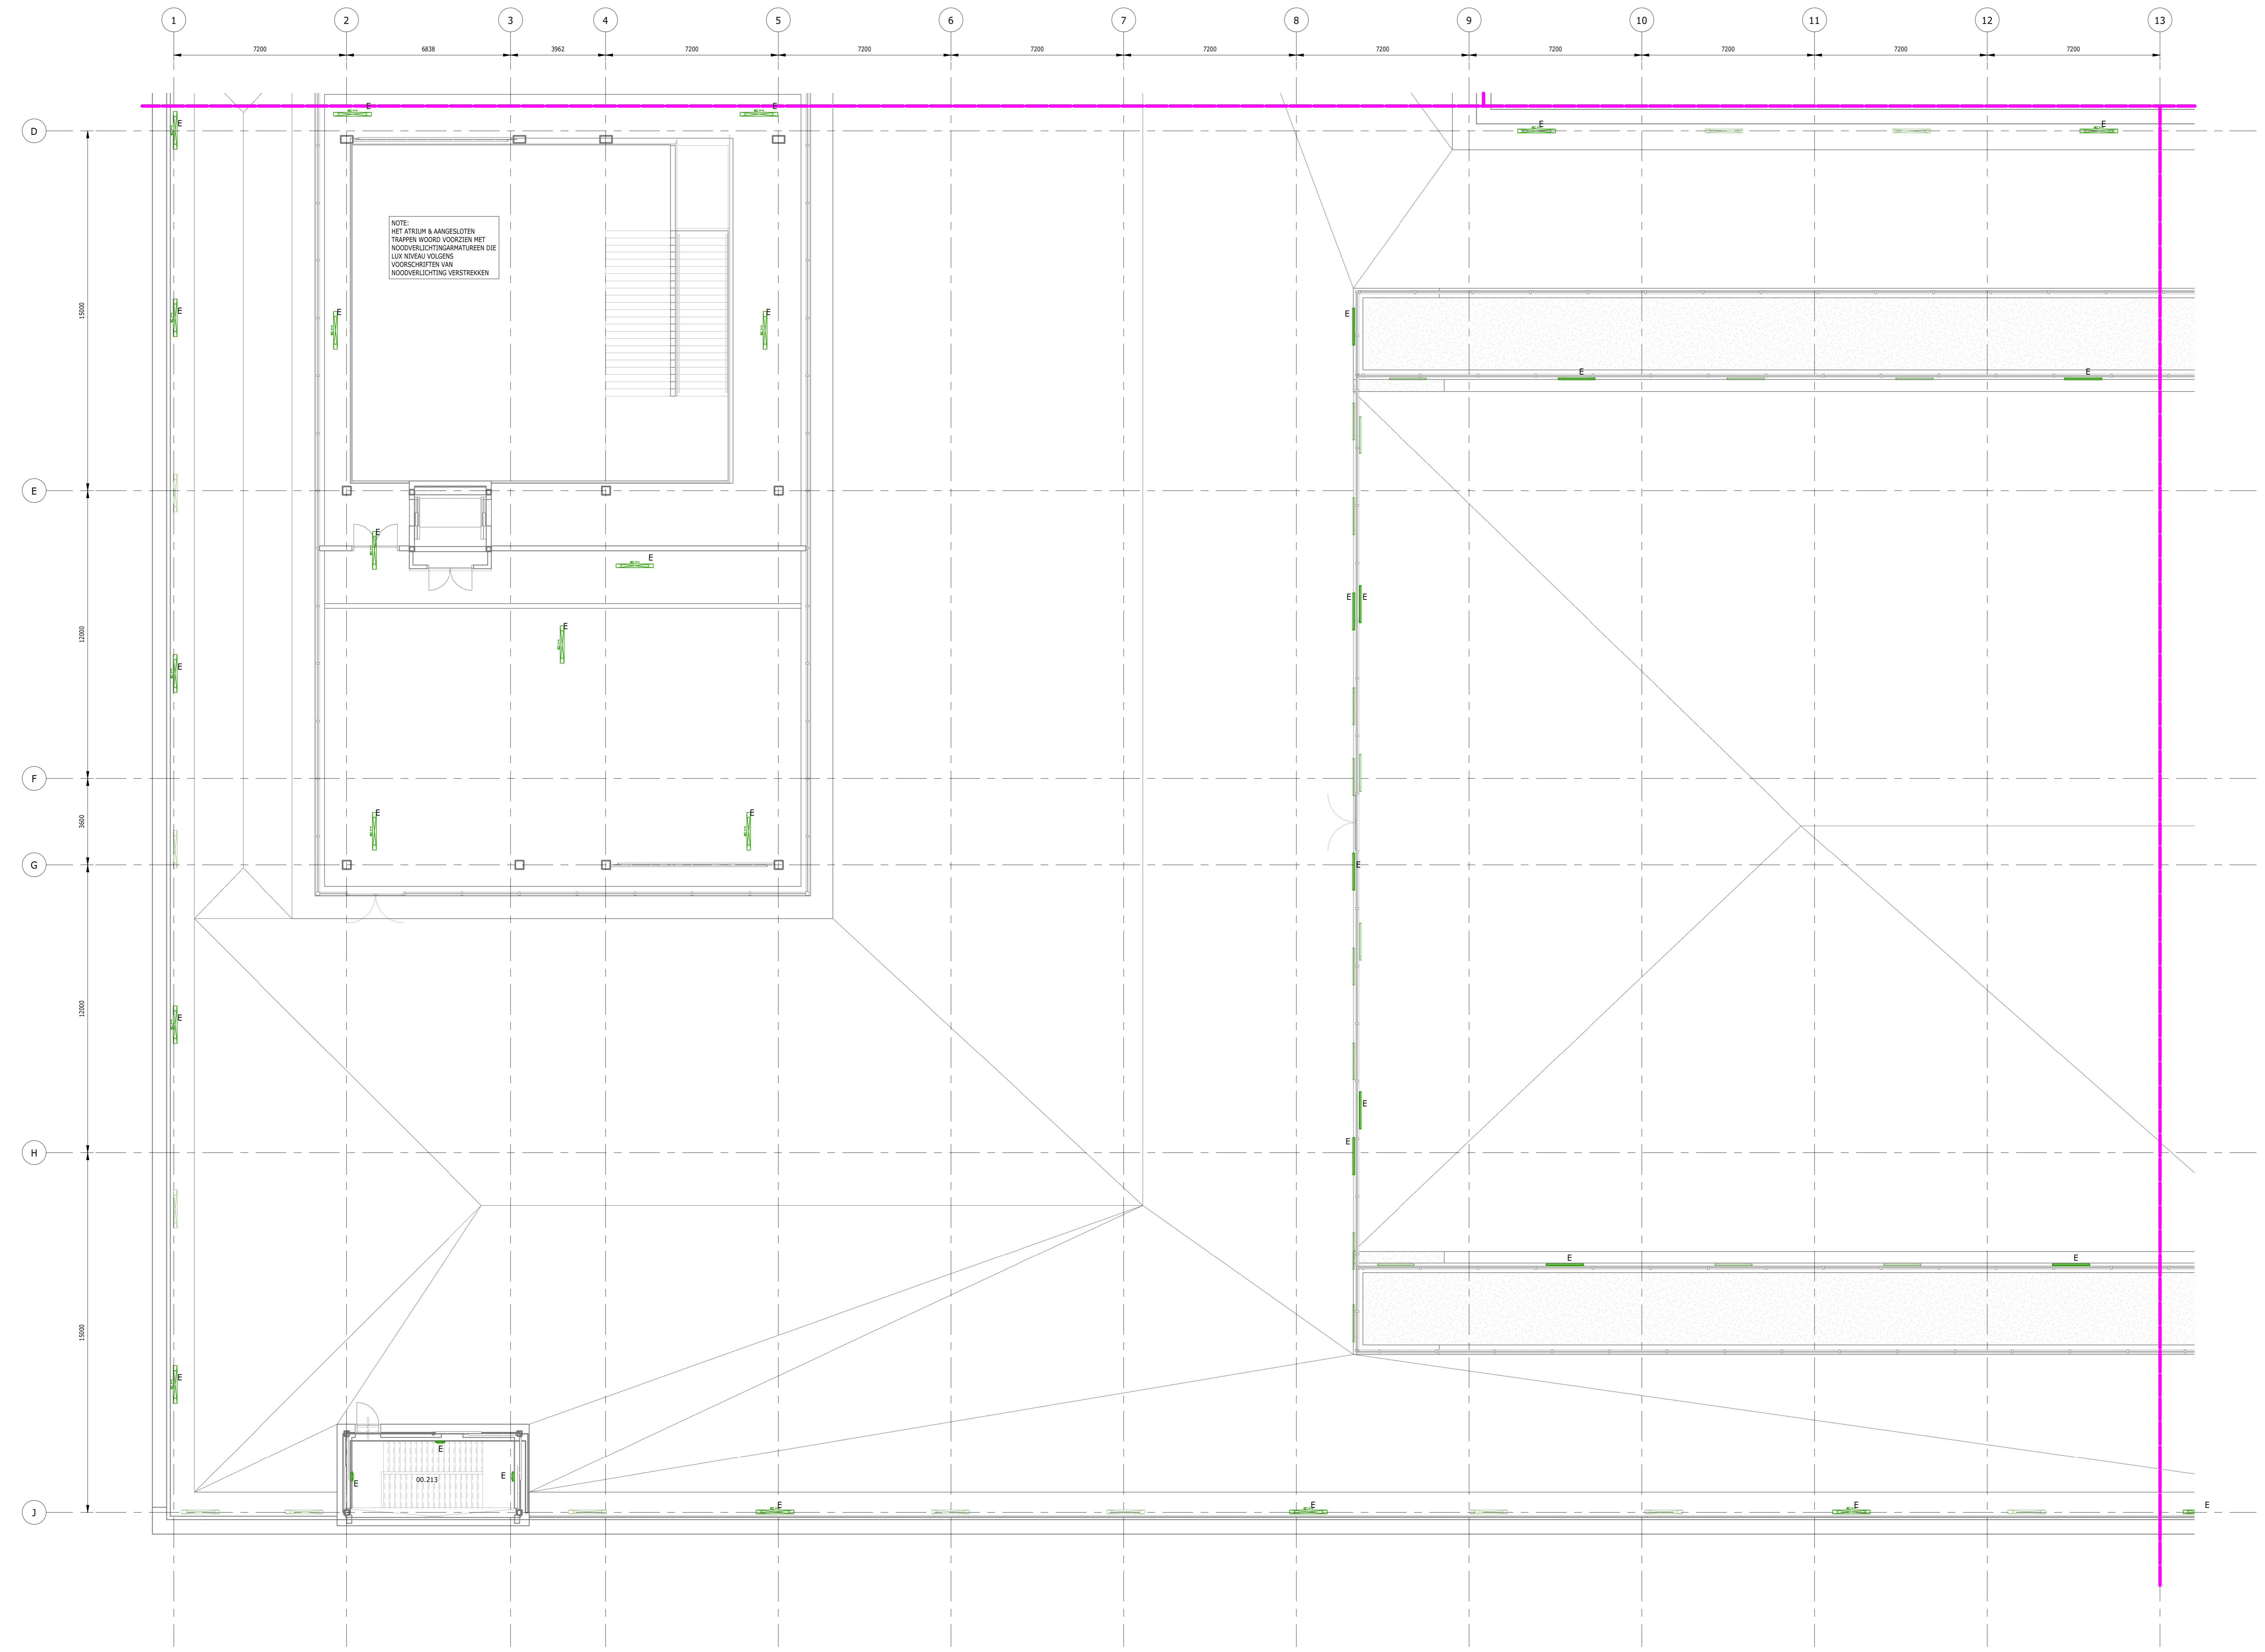 1 2 3 4 5 6 7 8 9 10 11 12 13
7200 6838 3962 7200 7200 7200 7200 7200 7200 7200 7200 7200
E E
E
D E E
NOTE:
HET ATRIUM & AANGESLOTEN
TRAPPEN WOORD VOORZIEN MET
NOODVERLICHTINGARMATUREEN DIE
LUX NIVEAU VOLGENS
VOORSCHRIFTEN VAN
NOODVERLICHTING VERSTREKKEN
15000 E E E E
E E
E
E
E
12000 E E E
E
F
3600 E E
G E
12000 E
E
H E
E E
15000
E
E
E E
00.213
J E E E E